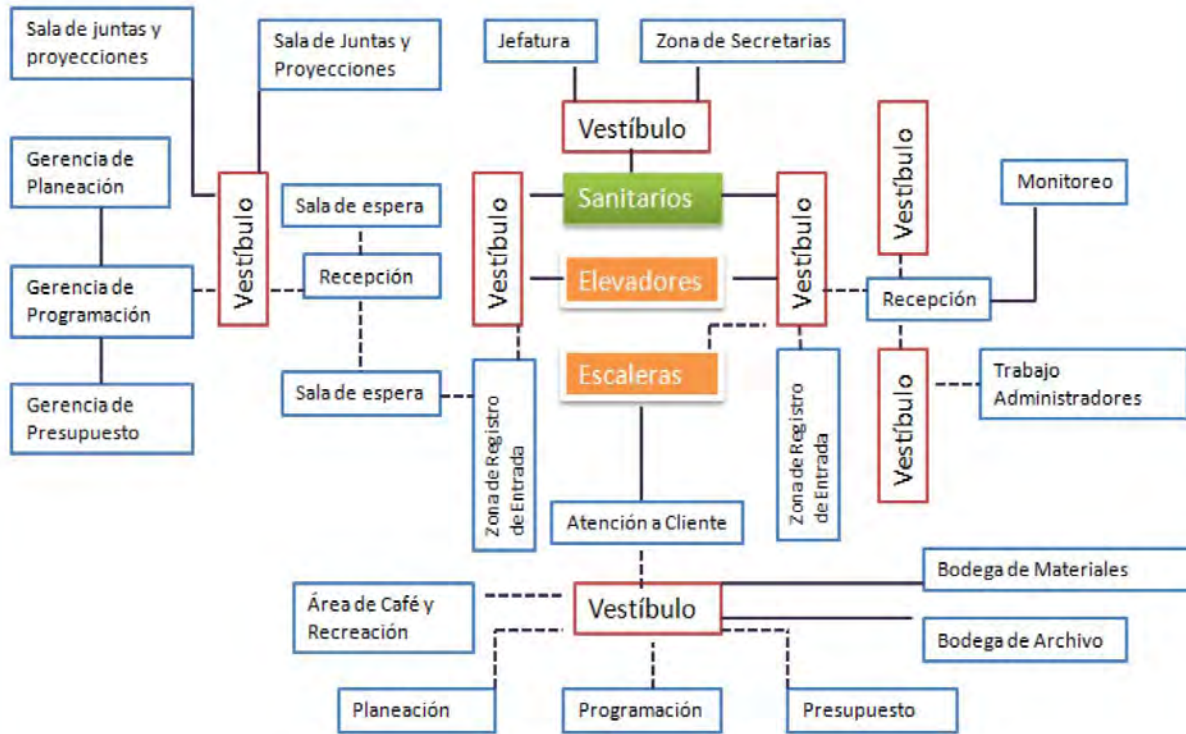 Sala de juntas y
proyecciones
Sala de Juntas y
Proyecciones
Jefatura
Zona de Secretarias
Vestíbulo
Vestíbulo
Gerencia de
Planeación
Vestíbulo
Sala de espera
Vestíbulo
Sanitarios
Vestíbulo
Monitoreo
Gerencia de
Programación
Recepción
Elevadores
Recepción
Sala de espera
Escaleras
Vestíbulo
Trabajo
Administradores
Gerencia de
Presupuesto
Zona de Registro
de Entrada
Zona de Registro
de Entrada
Atención a Cliente
Bodega de Materiales
Área de Café y
Recreación
Vestíbulo
Bodega de Archivo
Planeación
Programación
Presupuesto